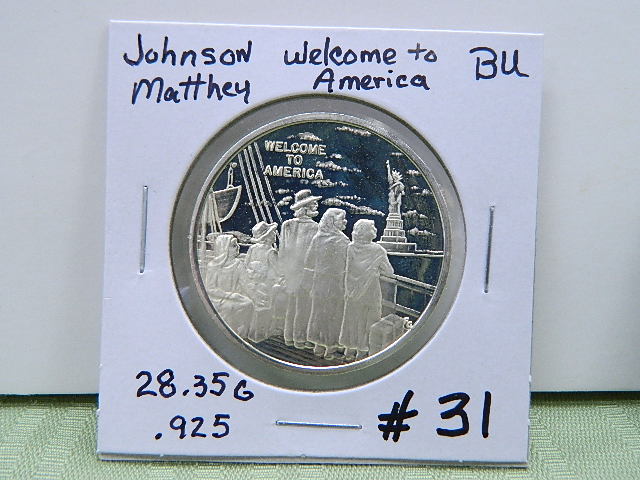 Johnson Welcome to BU
Matthey America
WELCOME
TO
AMERICA
28.35G
.925
#31